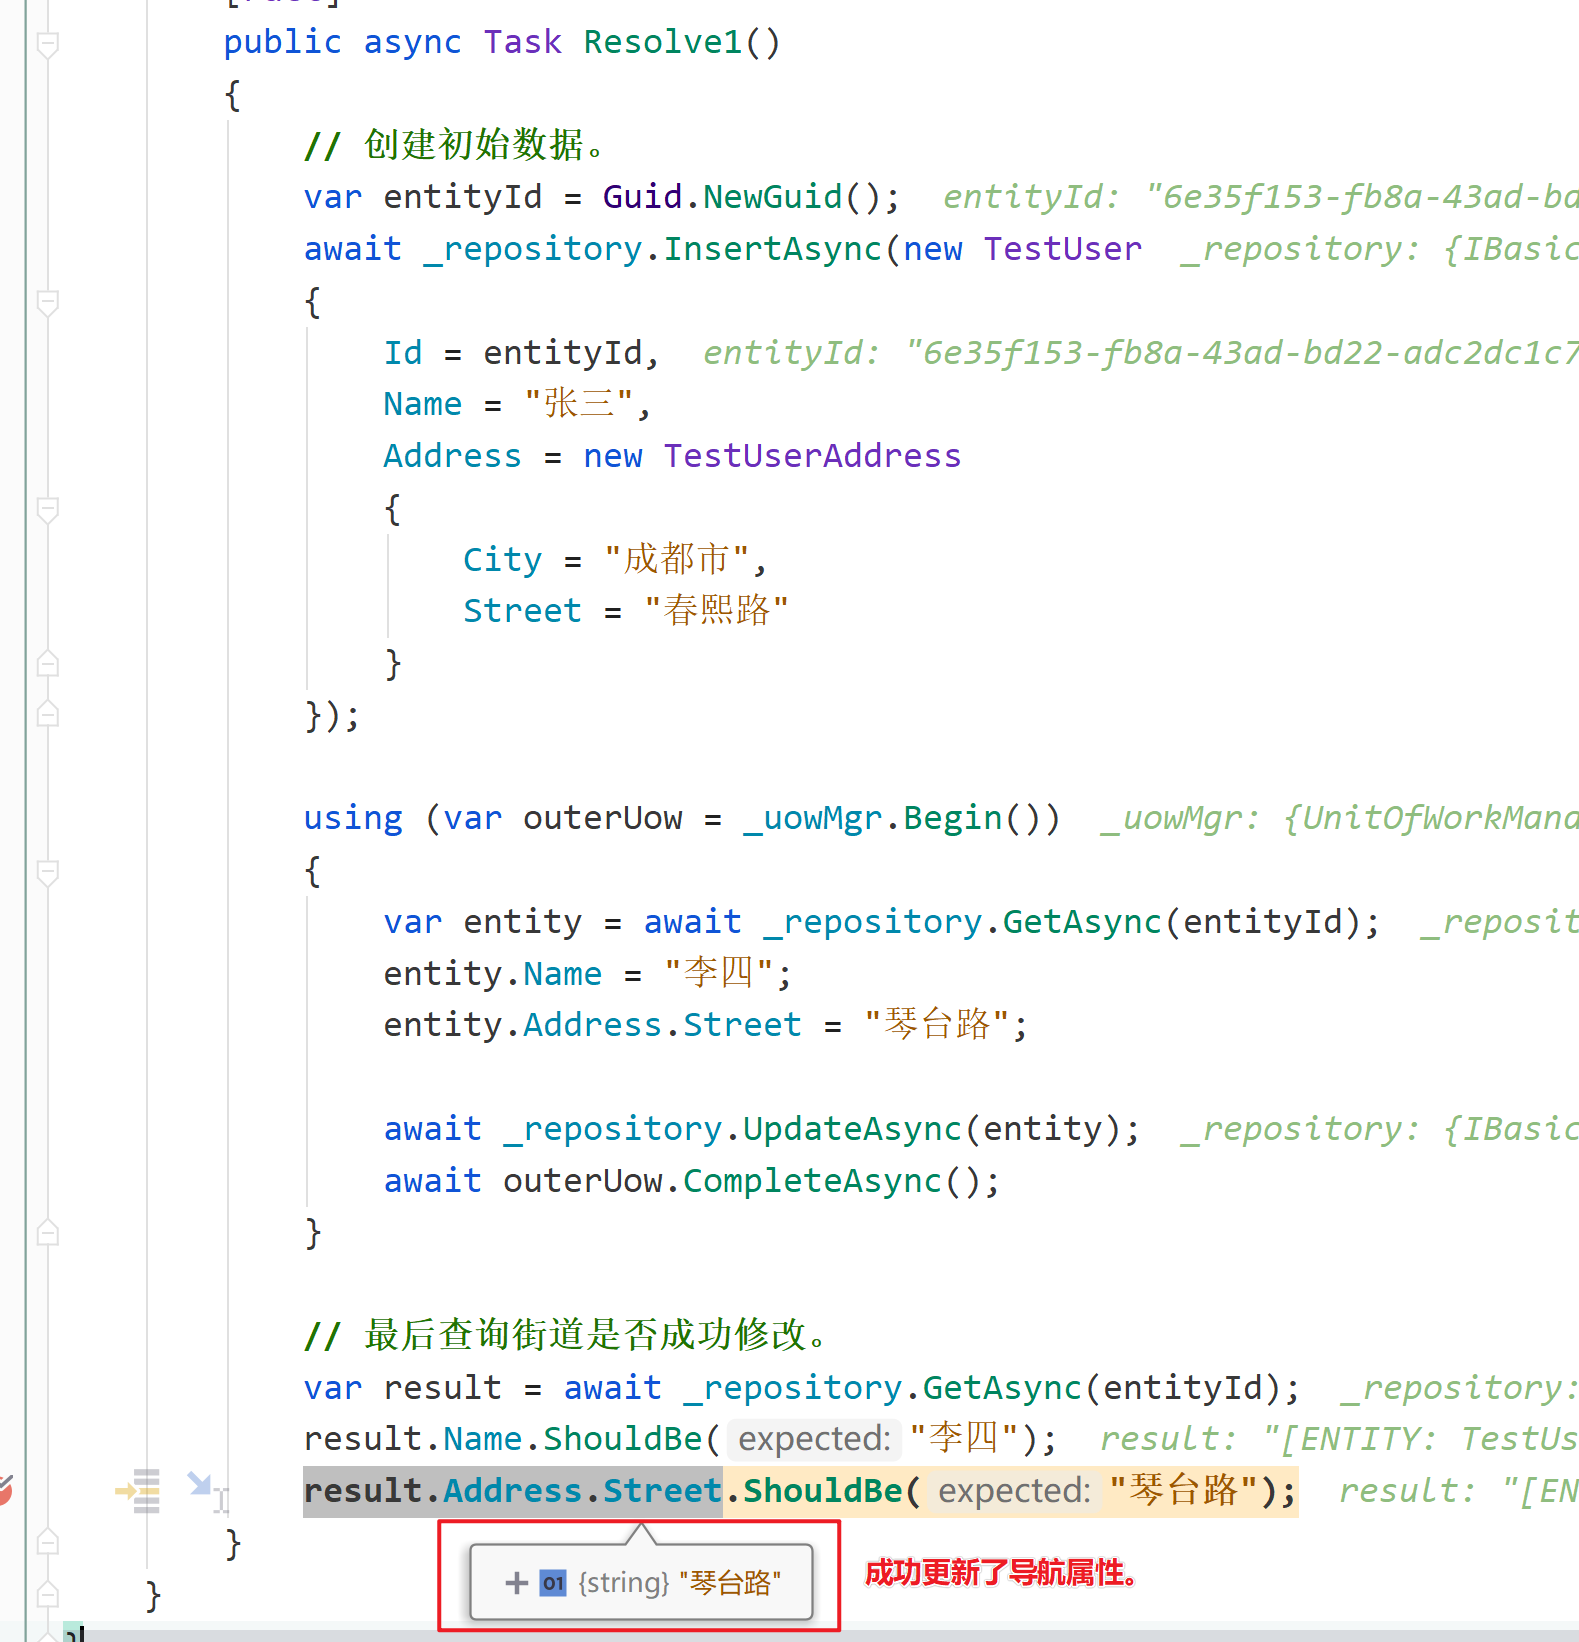 public async Task Resolve1()
{
// 创建初始数据。
var entityId = Guid.NewGuid(); entityId: "6e35f153-fb8a-43ad-bd
await _repository.InsertAsync(new TestUser _repository: {IBasic
{
Id = entityId, entityId: "6e35f153-fb8a-43ad-bd22-adc2dc1c7
Name = "张三",
Address = new TestUserAddress
{
City = "成都市",
Street = "春熙路"
}
});
using (var outerUow = _uowMgr.Begin()) _uowMgr: {UnitOfWorkMana
{
var entity = await _repository.GetAsync(entityId); _reposit
entity.Name = "李四";
entity.Address.Street = "琴台路";
await _repository.UpdateAsync(entity); _repository: {IBasic
await outerUow.CompleteAsync();
}
// 最后查询街道是否成功修改。
var result = await _repository.GetAsync(entityId); _repository:
result.Name.ShouldBe( expected: "李四"); result: "[ENTITY: TestUs
result.Address.Street.ShouldBe( expected: "琴台路"); result: "[EN
}
+ 01 {string} "琴台路"
成功更新了导航属性。
}
}